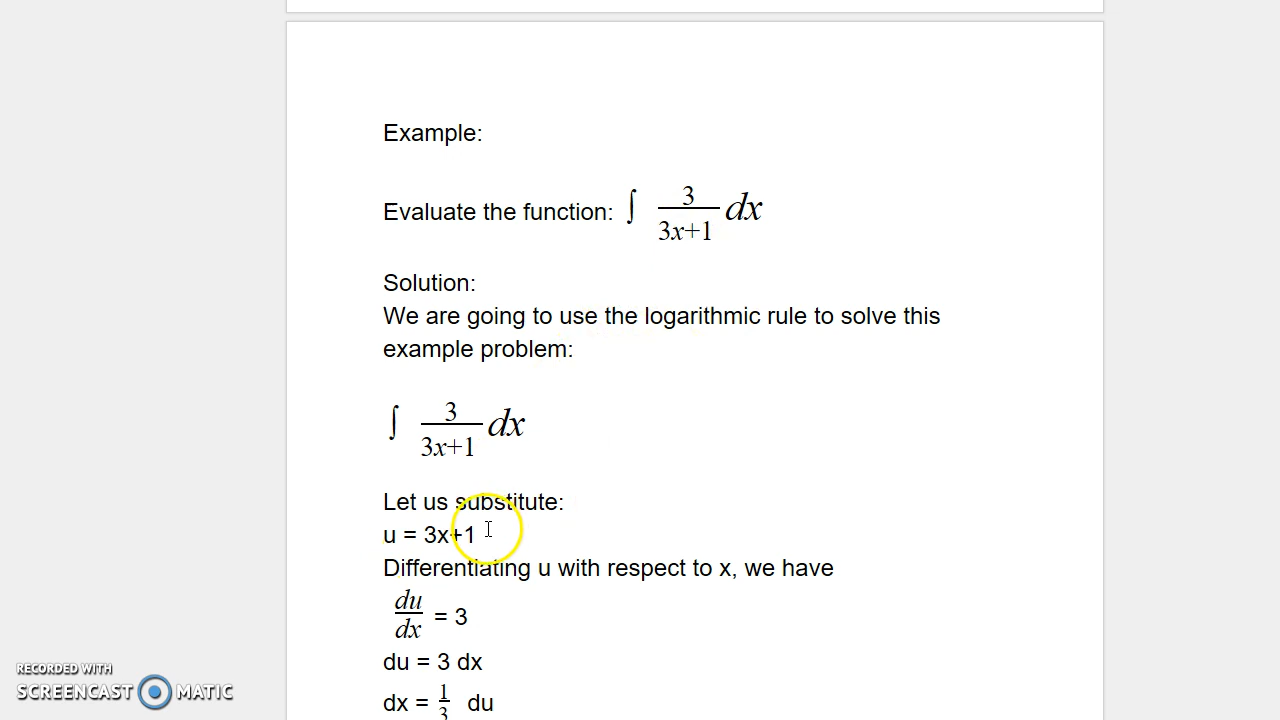 Example:
Evaluate the function: ∫ 3/(3x+1) dx
Solution:
We are going to use the logarithmic rule to solve this
example problem:
∫ 3/(3x+1) dx
Let us substitute:
u = 3x+1
Differentiating u with respect to x, we have
du/dx = 3
du = 3 dx
dx = 1/3 du
RECORDED WITH
SCREENCAST MATIC